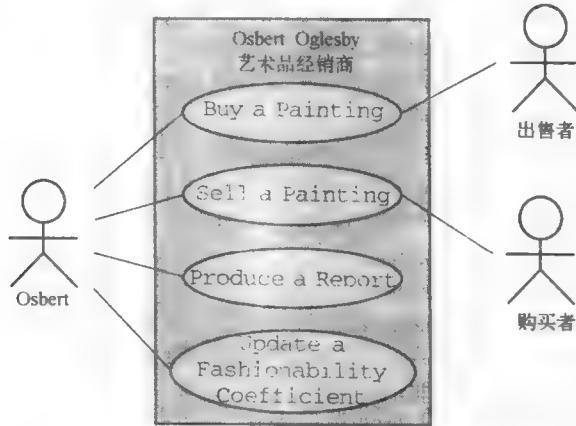 Osbert Oglesby
艺术品经销商
Buy a Painting
出售者
Sell a Painting
Osbert
Produce a Report
购买者
Update a
Fashionability
Coefficient